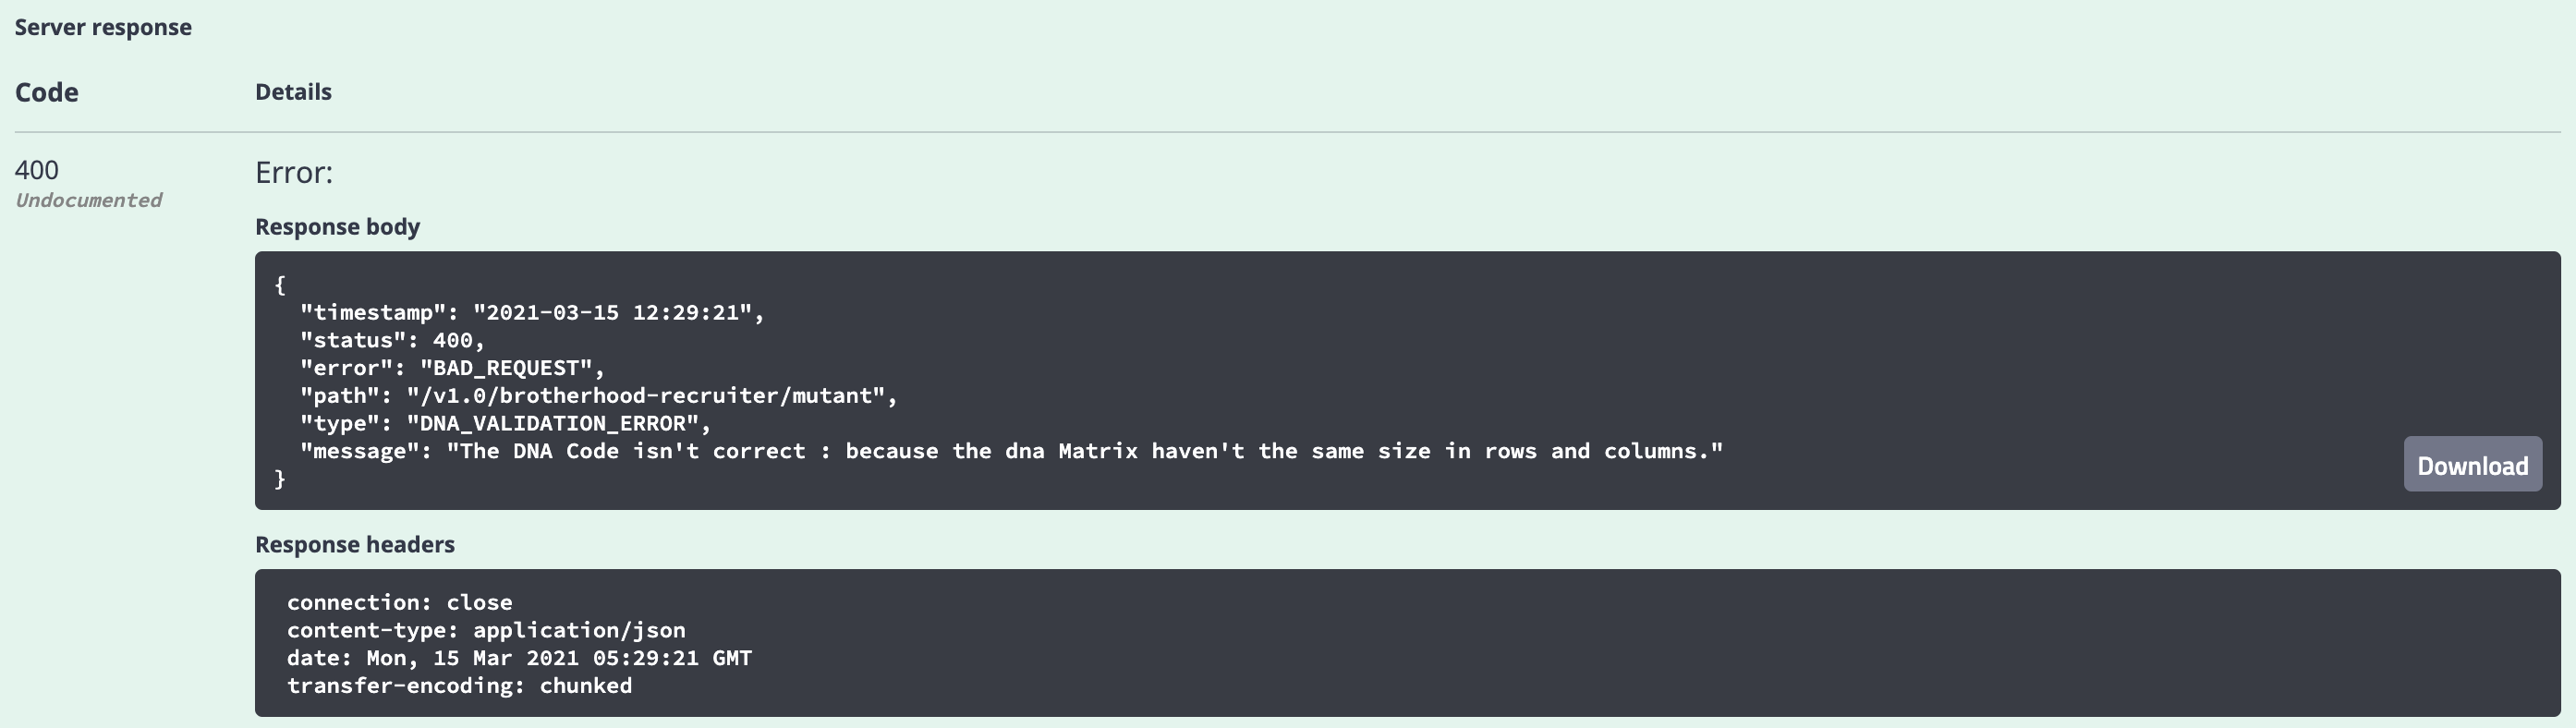 Server response
Code Details
400 Error:
Undocumented
Response body
{
  "timestamp": "2021-03-15 12:29:21",
  "status": 400,
  "error": "BAD_REQUEST",
  "path": "/v1.0/brotherhood-recruiter/mutant",
  "type": "DNA_VALIDATION_ERROR",
  "message": "The DNA Code isn't correct : because the dna Matrix haven't the same size in rows and columns."
}
Download
Response headers
connection: close
content-type: application/json
date: Mon, 15 Mar 2021 05:29:21 GMT
transfer-encoding: chunked